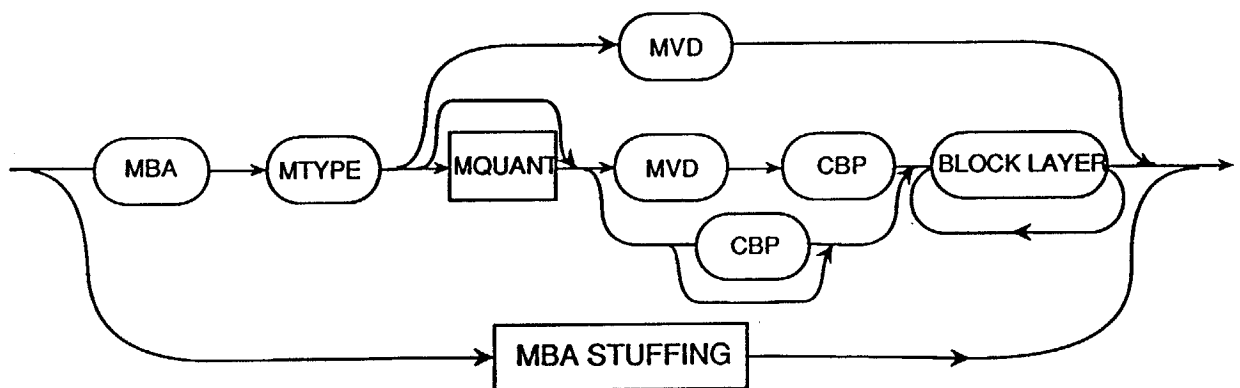 MVD
MBA
MTYPE
MQUANT
MVD
CBP
BLOCK LAYER
CBP
MBA STUFFING